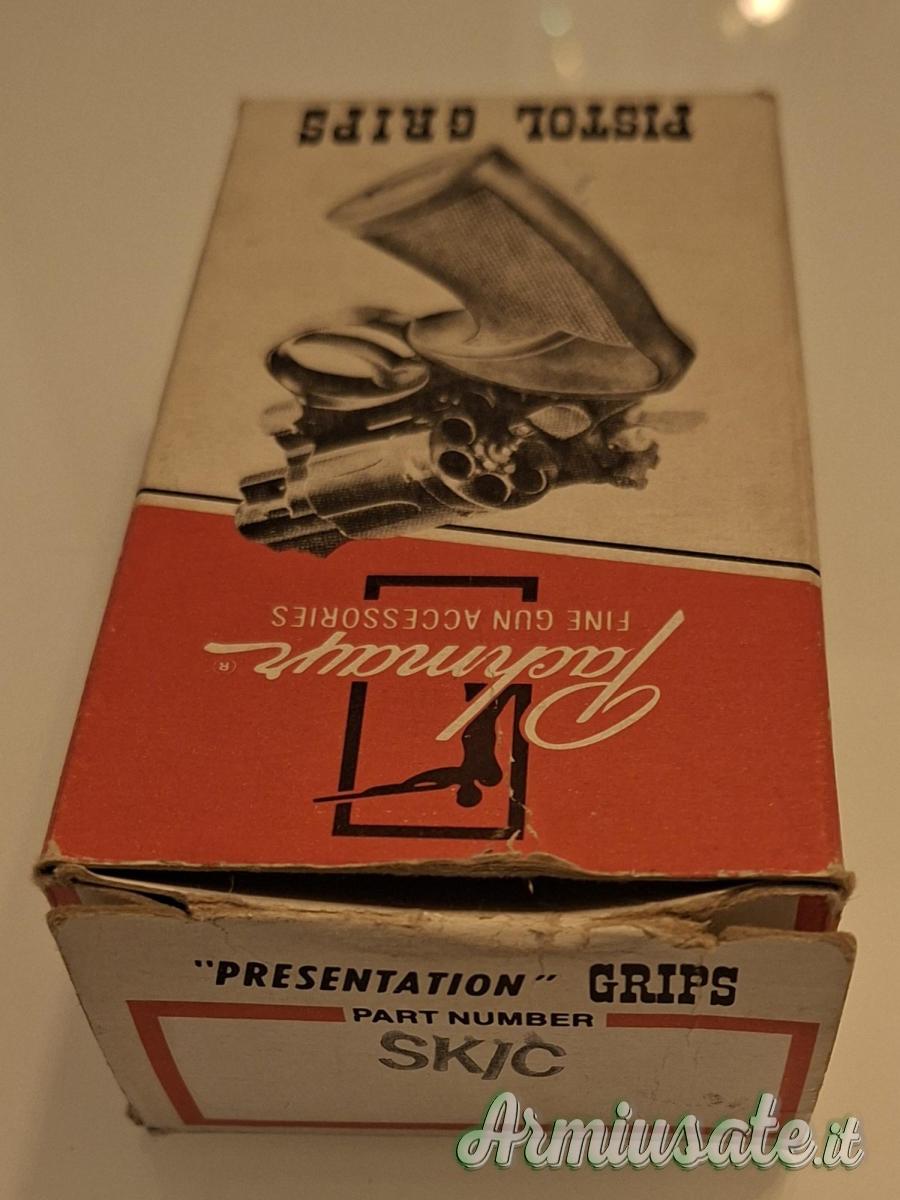 PISTOL GRIPS
Pachmayr ®
FINE GUN ACCESSORIES
"PRESENTATION" GRIPS
PART NUMBER
SK/C
Armiusate.it